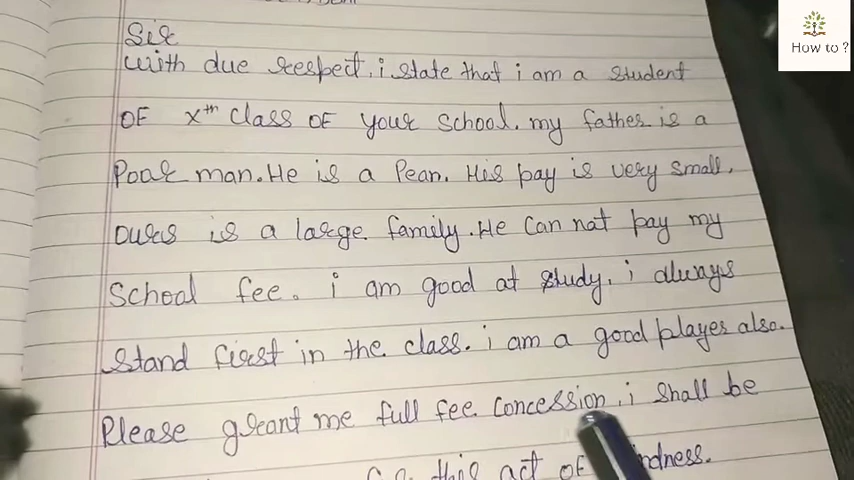 How to ?
Sir
with due respect, i state that i am a student
OF xth class OF your school. my father is a
Poor man. He is a Pean. His pay is very small.
ours is a large family. He can not pay my
School fee. i am good at study, i always
stand first in the class. i am a good player also.
Please grant me full fee concession. i shall be
this act of